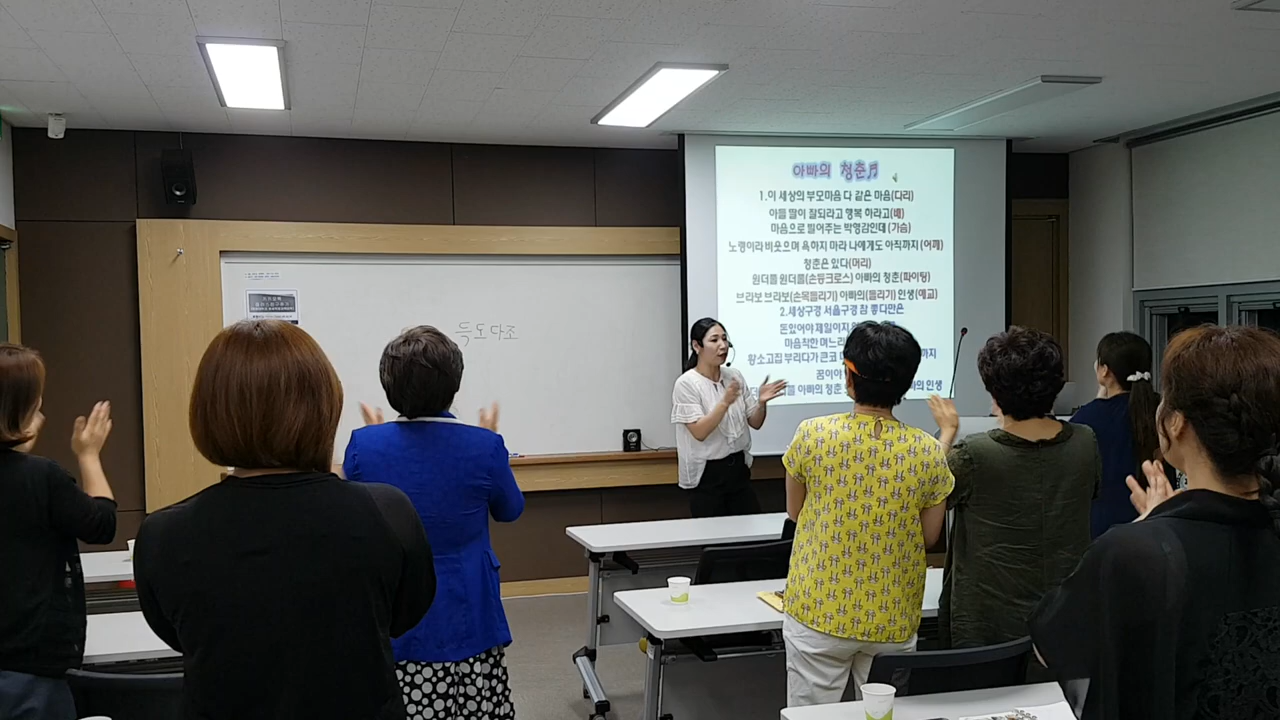 득도다조
아빠의 청춘♬
1.이 세상의 부모마음 다 같은 마음(다리)
아들 딸이 잘되라고 행복 하라고(배)
마음으로 빌어주는 박영감인데 (가슴)
노랭이라 비웃으며 욕하지 마라 나에게도 아직까지 (어깨)
청춘은 있다(머리)
원더풀 원더풀(손등크로스) 아빠의 청춘(파이팅)
브라보 브라보(손목돌리기) 아빠의(돌리기) 인생(애교)
2.세상구경 서울구경 참 좋다만은
돈있어야 제일이지
마음착한 며느리
황소고집 부리다가 큰코 까지
꿈이야
아빠의 청춘 인생